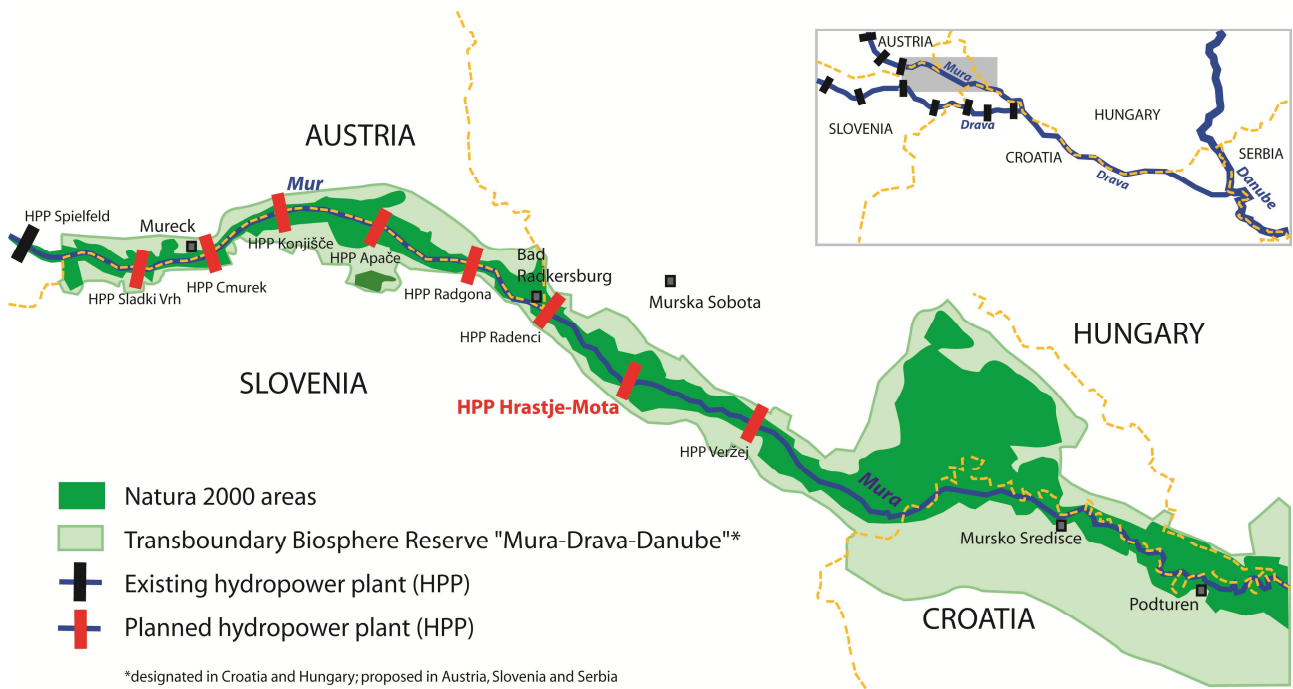 AUSTRIA
Mur
HPP Spielfeld
Mureck
HPP Konjišče
HPP Apače
HPP Sladki Vrh
HPP Cmurek
HPP Radgona
Bad
Radkersburg
HPP Radenci
Murska Sobota
SLOVENIA
HPP Hrastje-Mota
HPP Veržej
HUNGARY
Mura
Mursko Sredisce
Podturen
CROATIA
AUSTRIA
Mura
SLOVENIA
Drava
HUNGARY
CROATIA
Drava
SERBIA
Danube
Natura 2000 areas
Transboundary Biosphere Reserve "Mura-Drava-Danube"*
Existing hydropower plant (HPP)
Planned hydropower plant (HPP)
*designated in Croatia and Hungary; proposed in Austria, Slovenia and Serbia